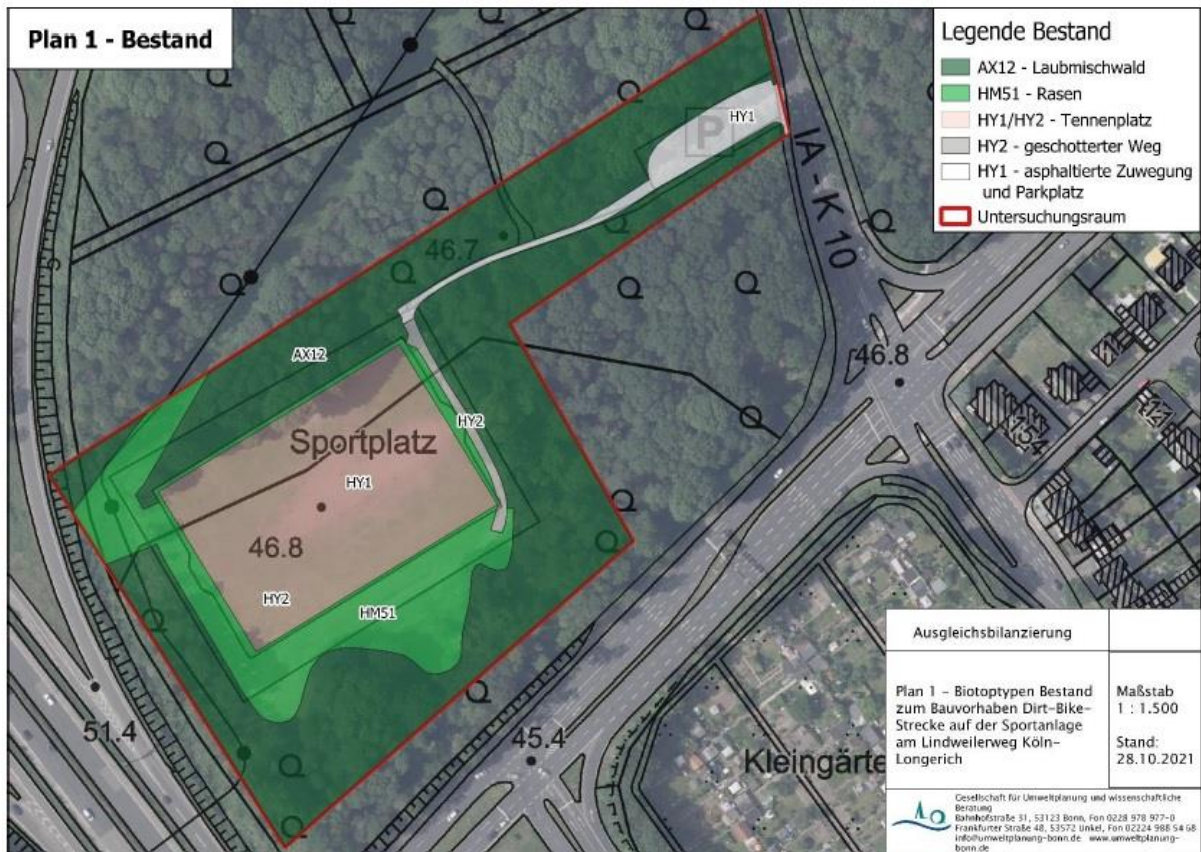 Plan 1 - Bestand
Legende Bestand
AX12 - Laubmischwald
HM51 - Rasen
HY1/HY2 - Tennenplatz
HY2 - geschotterter Weg
HY1 - asphaltierte Zuwegung
und Parkplatz
Untersuchungsraum
HY1
P
IA - K 10
46.7
AX12
46.8
HY2
Sportplatz
HY1
46.8
HY2
HM51
154
51.4
45.4
Kleingärte
Ausgleichsbilanzierung
Plan 1 - Biotoptypen Bestand
zum Bauvorhaben Dirt-Bike-
Strecke auf der Sportanlage
am Lindweilerweg Köln-
Longerich
Maßstab
1 : 1.500
Stand:
28.10.2021
Gesellschaft für Umweltplanung und wissenschaftliche
Beratung
Bahnhofstraße 31, 53123 Bonn, Fon 0228 978 977-0
Frankfurter Straße 48, 53572 Unkel, Fon 02224 988 54 68
info@umweltplanung-bonn.de www.umweltplanung-
bonn.de